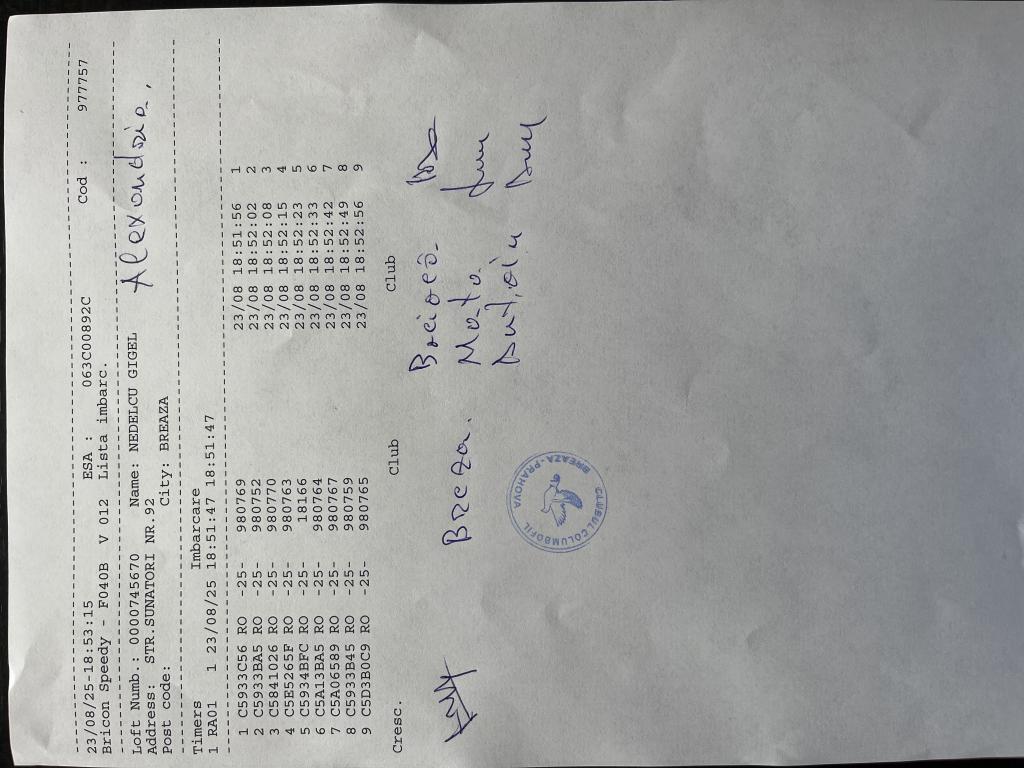 23/08/25-18:53:15 ESA : 063C00892C Cod : 977757
Bricon Speedy - F040B V 012 Lista imbarc.
Loft Numb.: 0000745670 Name: NEDELCU GIGEL
Address: STR.SUNATORI NR.92
Post code: City: BREAZA
Alexandria
Timers Imbarcare
1 RA01 1 23/08/25 18:51:47 18:51:47
1 C5933C56 RO -25- 980769 23/08 18:51:56 1
2 C5933BA5 RO -25- 980752 23/08 18:52:02 2
3 C5841026 RO -25- 980770 23/08 18:52:08 3
4 C5E5265F RO -25- 980763 23/08 18:52:15 4
5 C5934BFC RO -25- 18166 23/08 18:52:23 5
6 C5A13BA5 RO -25- 980764 23/08 18:52:33 6
7 C5A06589 RO -25- 980767 23/08 18:52:42 7
8 C5933B45 RO -25- 980759 23/08 18:52:49 8
9 C5D3B0C9 RO -25- 980765 23/08 18:52:56 9
Cresc. Club Club
Breaza.
CLUBUL COLUMBOFIL
BREAZA-PRAHOVA